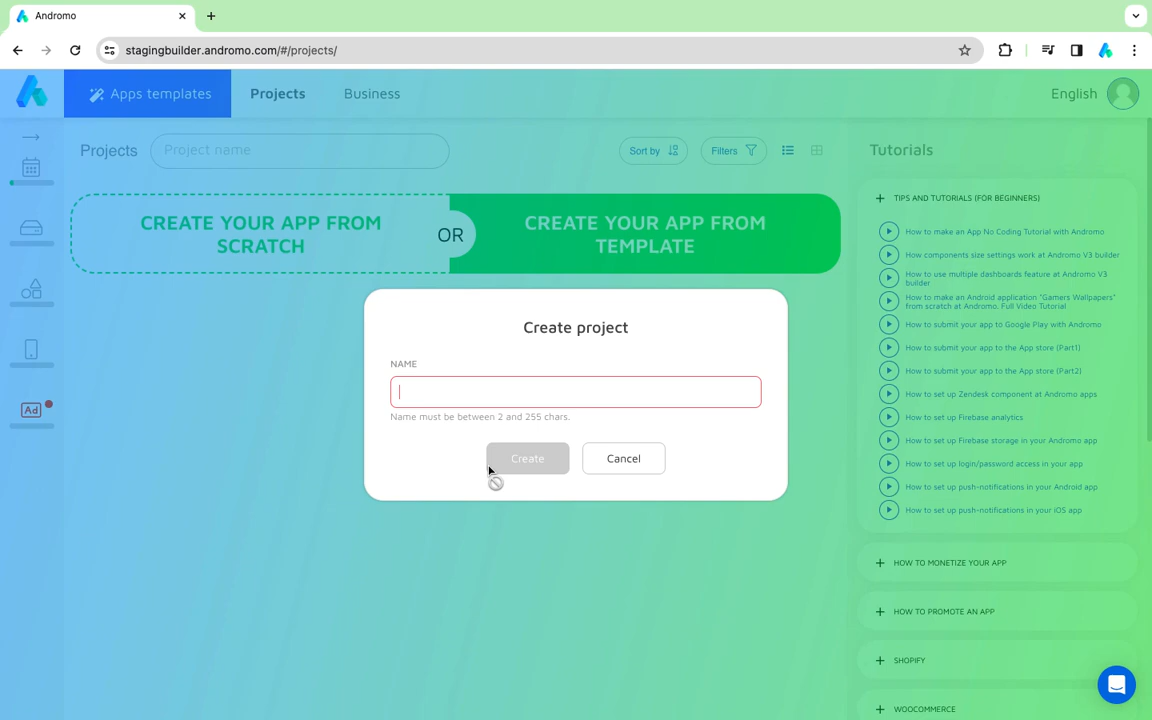 Andromo
stagingbuilder.andromo.com/#/projects/
Apps templates
Projects
Business
English
Projects
Project name
Sort by
Filters
Tutorials
CREATE YOUR APP FROM
SCRATCH
OR
CREATE YOUR APP FROM
TEMPLATE
Ad
Create project
NAME
Name must be between 2 and 255 chars.
Create
Cancel
TIPS AND TUTORIALS (FOR BEGINNERS)
How to make an App No Coding Tutorial with Andromo
How components size settings work at Andromo V3 builder
How to use multiple dashboards feature at Andromo V3
builder
How to make an Android application "Gamers Wallpapers"
from scratch at Andromo. Full Video Tutorial
How to submit your app to Google Play with Andromo
How to submit your app to the App store (Part1)
How to submit your app to the App store (Part2)
How to set up Zendesk component at Andromo apps
How to set up Firebase analytics
How to set up Firebase storage in your Andromo app
How to set up login/password access in your app
How to set up push-notifications in your Android app
How to set up push-notifications in your iOS app
HOW TO MONETIZE YOUR APP
HOW TO PROMOTE AN APP
SHOPIFY
WOOCOMMERCE